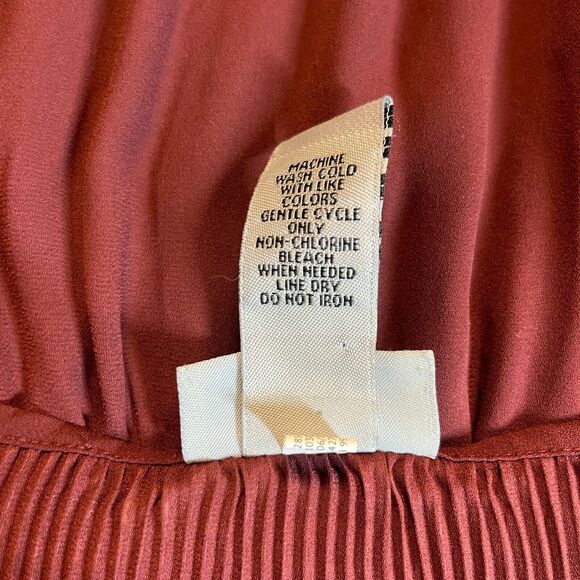 MACHINE
WASH COLD
WITH LIKE
COLORS
GENTLE CYCLE
ONLY
NON-CHLORINE
BLEACH
WHEN NEEDED
LINE DRY
DO NOT IRON